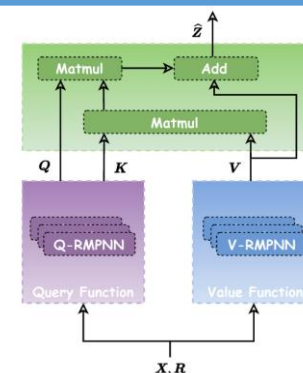 Ẑ
Matmul
Add
Matmul
Q
K
V
Q-RMPNN
V-RMPNN
Query Function
Value Function
X, R